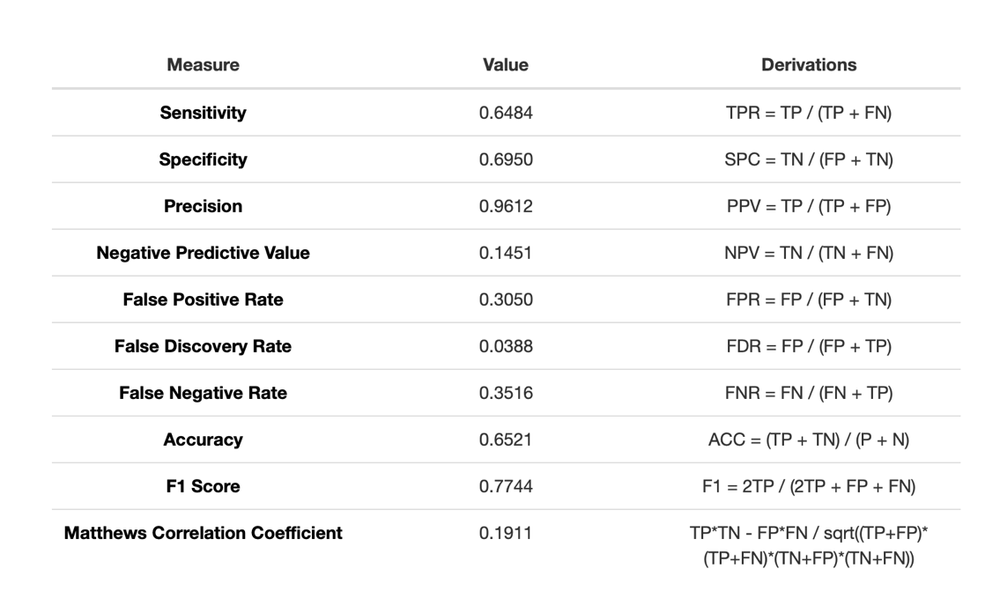 Measure Value Derivations
Sensitivity 0.6484 TPR = TP / (TP + FN)
Specificity 0.6950 SPC = TN / (FP + TN)
Precision 0.9612 PPV = TP / (TP + FP)
Negative Predictive Value 0.1451 NPV = TN / (TN + FN)
False Positive Rate 0.3050 FPR = FP / (FP + TN)
False Discovery Rate 0.0388 FDR = FP / (FP + TP)
False Negative Rate 0.3516 FNR = FN / (FN + TP)
Accuracy 0.6521 ACC = (TP + TN) / (P + N)
F1 Score 0.7744 F1 = 2TP / (2TP + FP + FN)
Matthews Correlation Coefficient 0.1911 TP*TN - FP*FN / sqrt((TP+FP)*
(TP+FN)*(TN+FP)*(TN+FN))